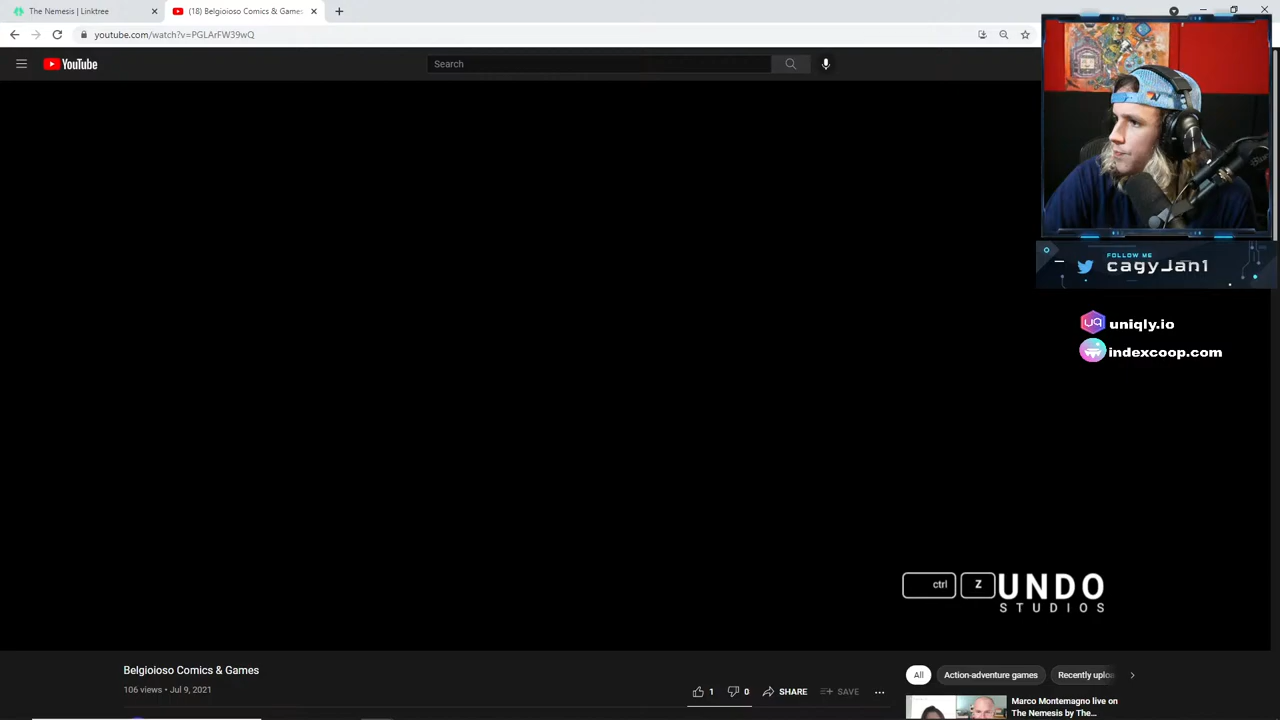 The Nemesis | Linktree
(18) Belgioioso Comics & Games
youtube.com/watch?v=PGLArFW39wQ
YouTube
Search
FOLLOW ME
cagyJan1
uniqly.io
indexcoop.com
ctrl Z UNDO
STUDIOS
Belgioioso Comics & Games
106 views • Jul 9, 2021
1 0 SHARE SAVE
All Action-adventure games Recently uploa
Marco Montemagno live on
The Nemesis by The...